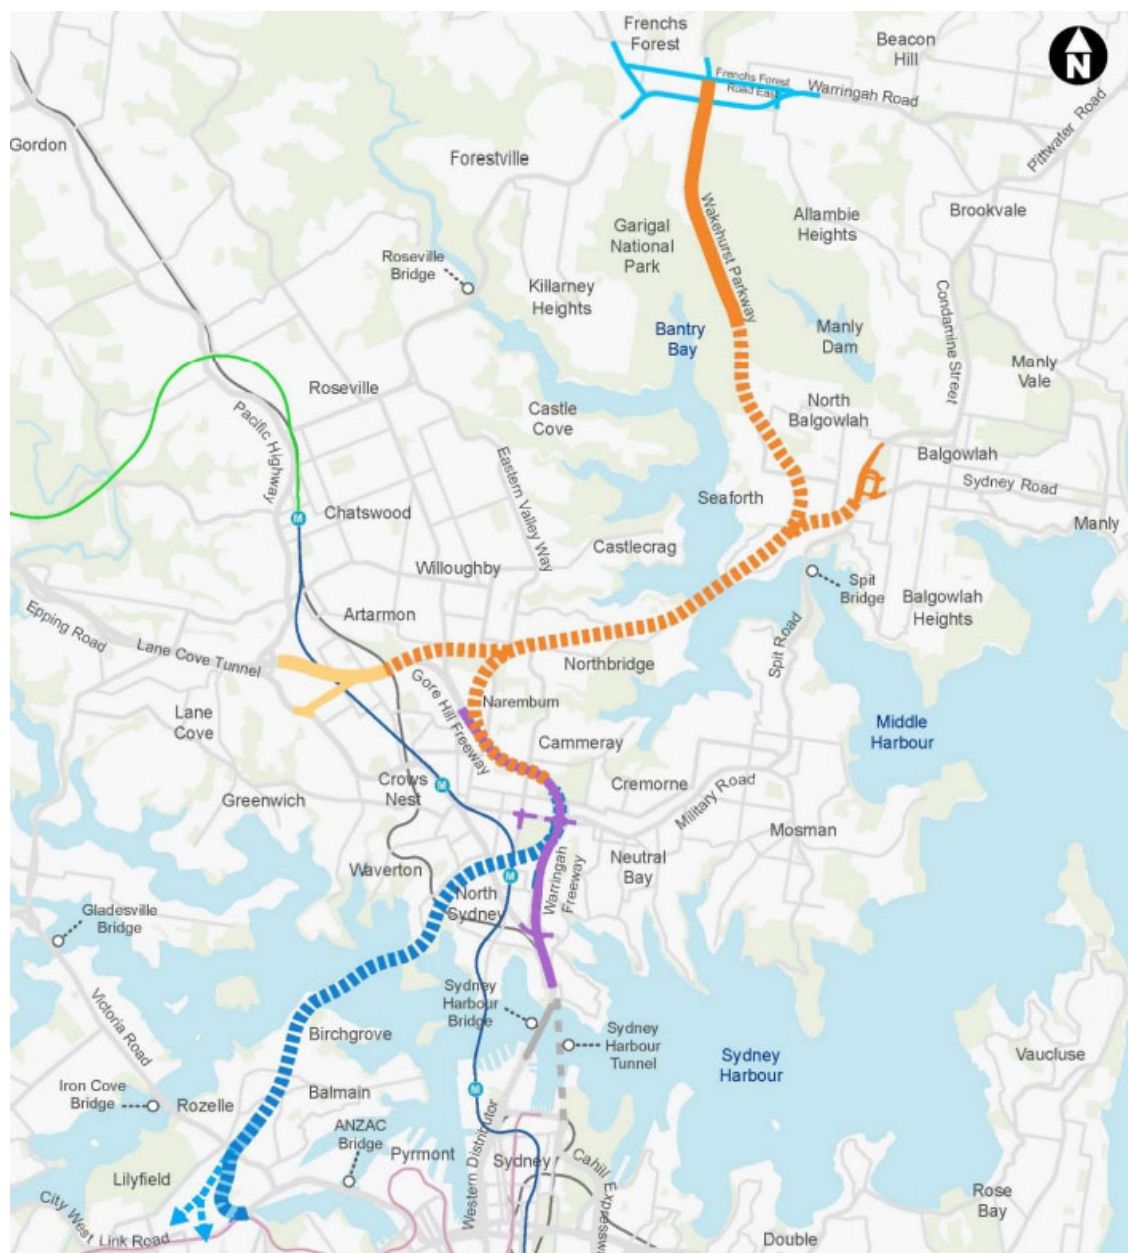 Frenchs
Forest
Beacon
Hill
N
Frenchs Forest
Road East
Warringah Road
Pittwater Road
Gordon
Forestville
Wakehurst Parkway
Allambie
Heights
Brookvale
Garigal
National
Park
Roseville
Bridge
Killarney
Heights
Condamine Street
Bantry
Bay
Manly
Dam
Manly
Vale
Roseville
Pacific Highway
Castle
Cove
North
Balgowlah
Balgowlah
Eastern Valley Way
Sydney Road
Seaforth
M
Chatswood
Manly
Castlecrag
Willoughby
Spit
Bridge
Balgowlah
Heights
Epping Road
Artarmon
Lane Cove Tunnel
Spit Road
Northbridge
Gore Hill Freeway
Naremburn
Lane
Cove
Middle
Harbour
Cammeray
Crows
Nest
M
Cremorne
Military Road
Greenwich
Mosman
Waverton
Neutral
Bay
Warringah
Freeway
M
North
Sydney
Gladesville
Bridge
Victoria Road
Sydney
Harbour
Bridge
Birchgrove
Sydney
Harbour
Tunnel
Sydney
Harbour
Vaucluse
Iron Cove
Bridge
Rozelle
Balmain
M
ANZAC
Bridge
Western Distributor
Pyrmont
Sydney
Cahill Expressw
Lilyfield
City West Link Road
Rose
Bay
Double